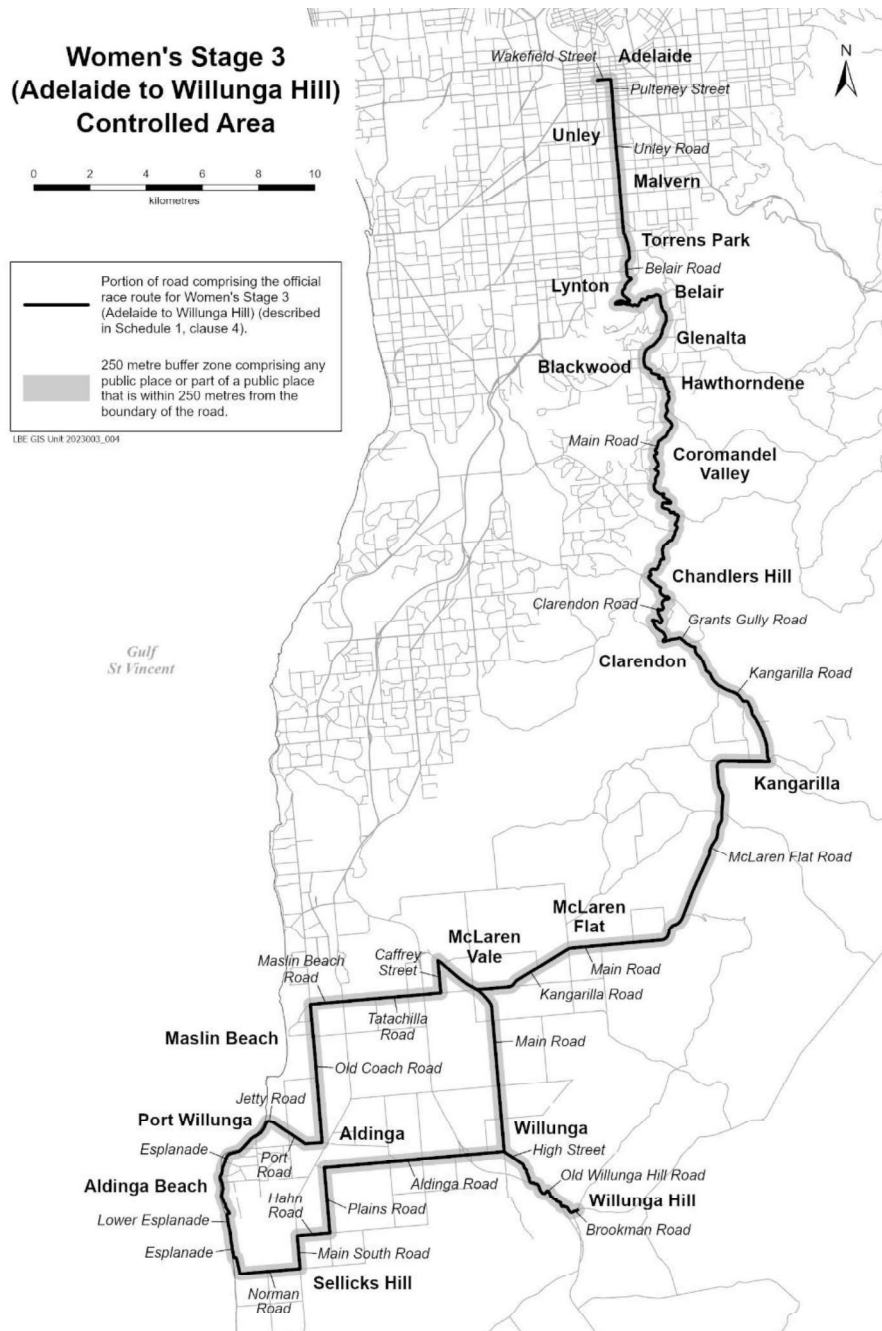 Women's Stage 3
(Adelaide to Willunga Hill)
Controlled Area
0 2 4 6 8 10
kilometres
Portion of road comprising the official
race route for Women's Stage 3
(Adelaide to Willunga Hill) (described
in Schedule 1, clause 4).
250 metre buffer zone comprising any
public place or part of a public place
that is within 250 metres from the
boundary of the road.
LBE GIS Unit 2023003_004
N
Wakefield Street
Adelaide
Pulteney Street
Unley
Unley Road
Malvern
Torrens Park
Belair Road
Lynton
Belair
Glenalta
Blackwood
Hawthorndene
Main Road
Coromandel
Valley
Chandlers Hill
Clarendon Road
Grants Gully Road
Clarendon
Gulf
St Vincent
Kangarilla Road
Kangarilla
McLaren Flat Road
McLaren
Flat
McLaren
Vale
Caffrey
Street
Maslin Beach
Road
Main Road
Kangarilla Road
Tatachilla
Road
Maslin Beach
Main Road
Old Coach Road
Jetty Road
Port Willunga
Aldinga
Willunga
Esplanade
Port
Road
High Street
Aldinga Beach
Aldinga Road
Old Willunga Hill Road
Hahn
Road
Plains Road
Willunga Hill
Lower Esplanade
Brookman Road
Esplanade
Main South Road
Sellicks Hill
Norman
Road